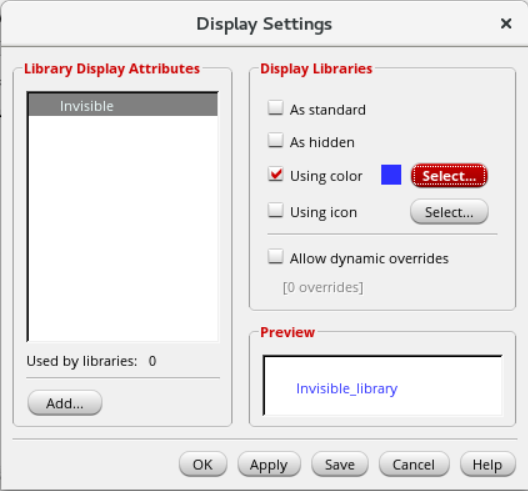 Display Settings
Library Display Attributes
Invisible
Used by libraries: 0
Add...
Display Libraries
As standard
As hidden
Using color
Select...
Using icon
Select...
Allow dynamic overrides
[0 overrides]
Preview
Invisible_library
OK
Apply
Save
Cancel
Help